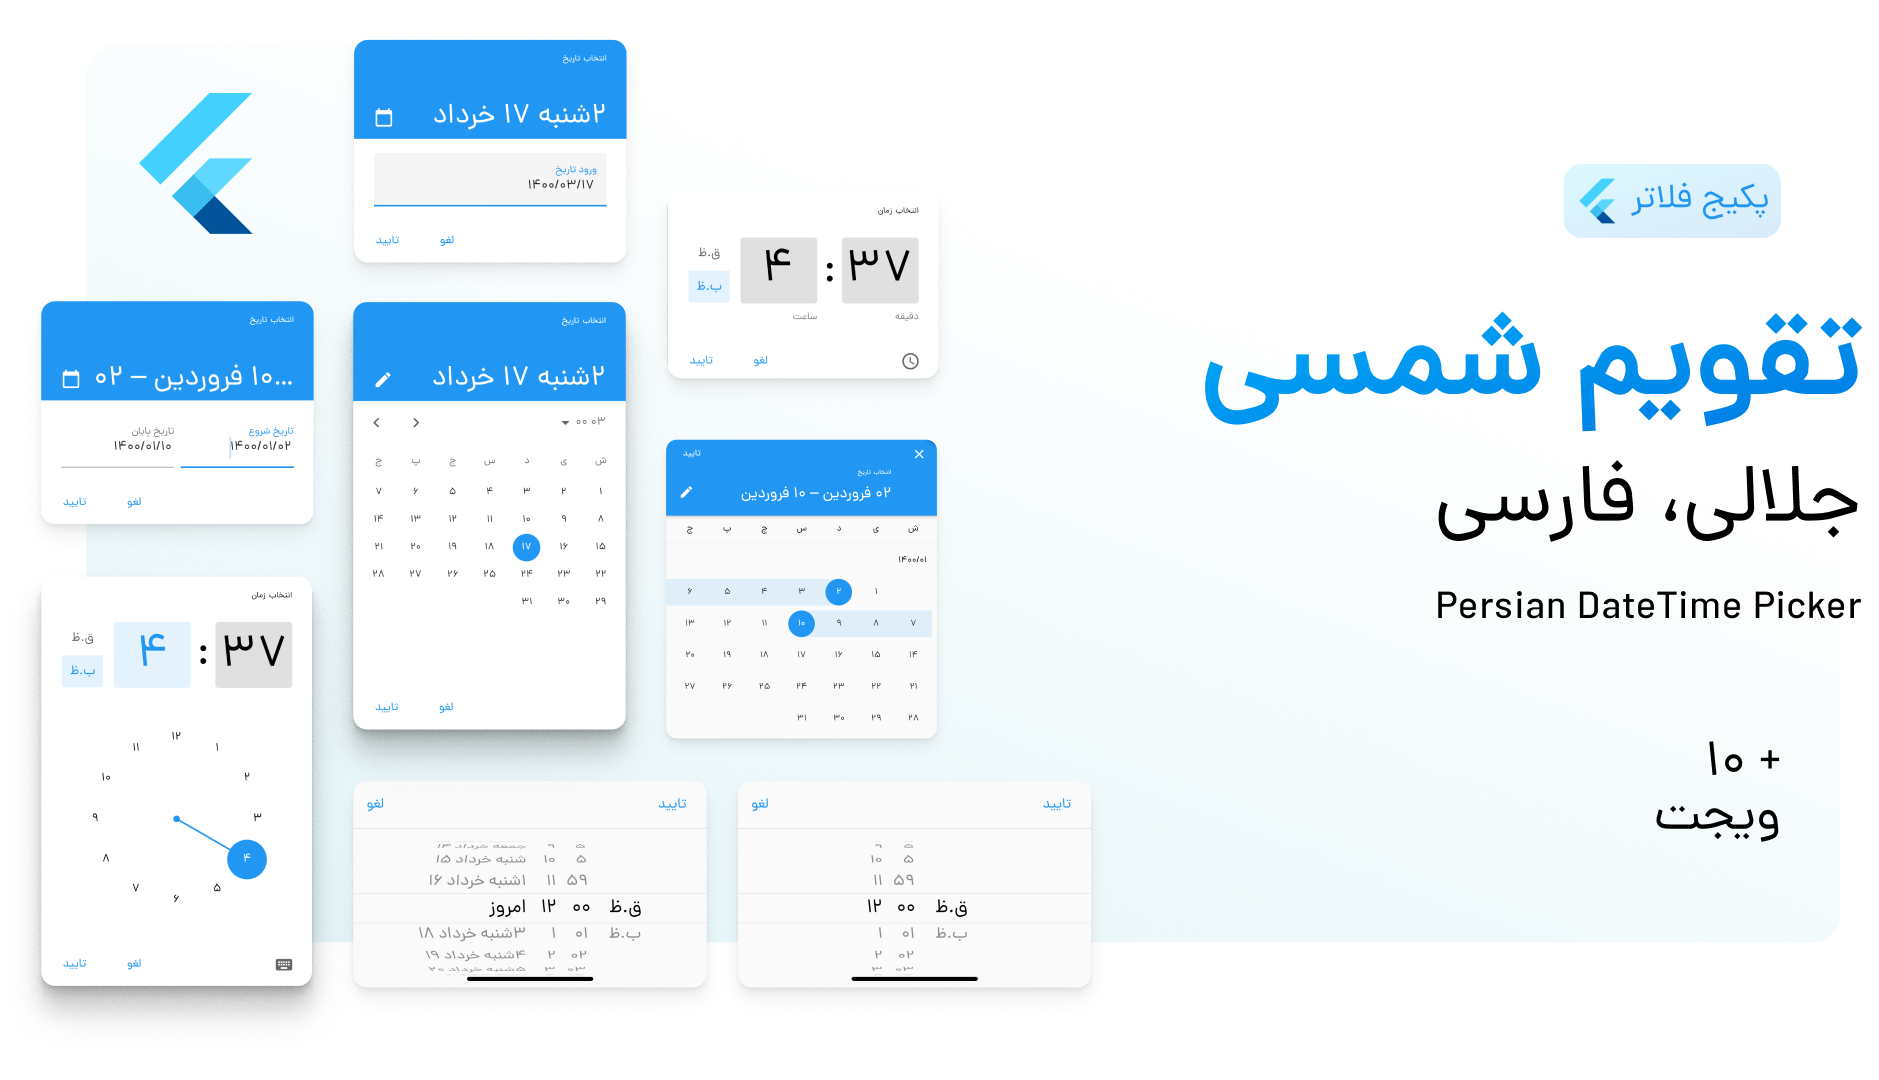 پکیج فلاتر
تقویم شمسی
جلالی، فارسی
Persian DateTime Picker
+ ۱۰
ویجت
انتخاب تاریخ
۲شنبه ۱۷ خرداد
ورود تاریخ
۱۴۰۰/۰۳/۱۷
لغو تایید
انتخاب زمان
۳۷ : ۴
ق.ظ
ب.ظ
دقیقه ساعت
لغو تایید
انتخاب تاریخ
۱۰ فروردین – ۰۲...
تاریخ شروع تاریخ پایان
۱۴۰۰/۰۱/۰۲ ۱۴۰۰/۰۱/۱۰
لغو تایید
انتخاب تاریخ
۲شنبه ۱۷ خرداد
۰۳ ۰۰
ش ی د س چ پ ج
۱ ۲ ۳ ۴ ۵ ۶ ۷
۸ ۹ ۱۰ ۱۱ ۱۲ ۱۳ ۱۴
۱۵ ۱۶ ۱۷ ۱۸ ۱۹ ۲۰ ۲۱
۲۲ ۲۳ ۲۴ ۲۵ ۲۶ ۲۷ ۲۸
۲۹ ۳۰ ۳۱
لغو تایید
تایید
انتخاب تاریخ
۰۲ فروردین – ۱۰ فروردین
ش ی د س چ پ ج
۱۴۰۰/۰۱
۱ ۲ ۳ ۴ ۵ ۶
۷ ۸ ۹ ۱۰ ۱۱ ۱۲ ۱۳
۱۴ ۱۵ ۱۶ ۱۷ ۱۸ ۱۹ ۲۰
۲۱ ۲۲ ۲۳ ۲۴ ۲۵ ۲۶ ۲۷
۲۸ ۲۹ ۳۰ ۳۱
انتخاب زمان
۳۷ : ۴
ق.ظ
ب.ظ
۱۲
۱
۲
۳
۴
۵
۶
۷
۸
۹
۱۰
۱۱
لغو تایید
تایید لغو
۵ ۱۰ شنبه خرداد ۱۵
۵۹ ۱۱ ۱شنبه خرداد ۱۶
ق.ظ ۰۰ ۱۲ امروز
ب.ظ ۰۱ ۱ ۳شنبه خرداد ۱۸
۰۲ ۲ ۴شنبه خرداد ۱۹
۰۳ ۳ ۵شنبه خرداد ۲۰
تایید لغو
۵ ۱۰
۵۹ ۱۱
ق.ظ ۰۰ ۱۲
ب.ظ ۰۱ ۱
۰۲ ۲
۰۳ ۳